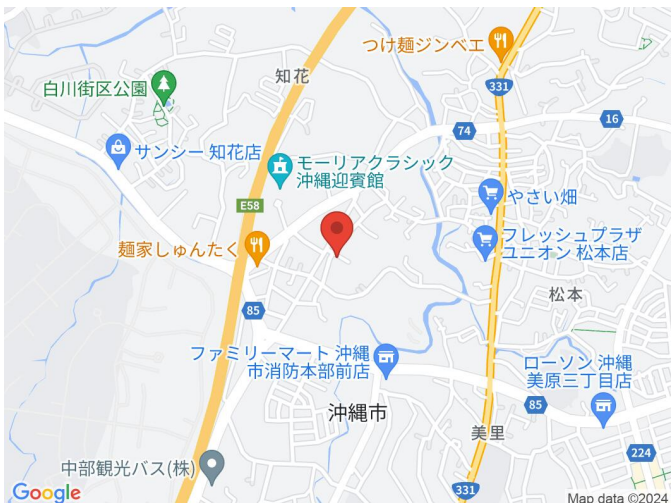 つけ麺ジンベエ
知花
白川街区公園
331
16
74
サンシー 知花店
モーリアクラシック
沖縄迎賓館
やさい畑
E58
フレッシュプラザ
ユニオン 松本店
麺家しゅんたく
松本
85
ファミリーマート 沖縄
市消防本部前店
ローソン 沖縄
美原三丁目店
85
沖縄市
美里
224
中部観光バス(株)
331
Google
Map data ©2024